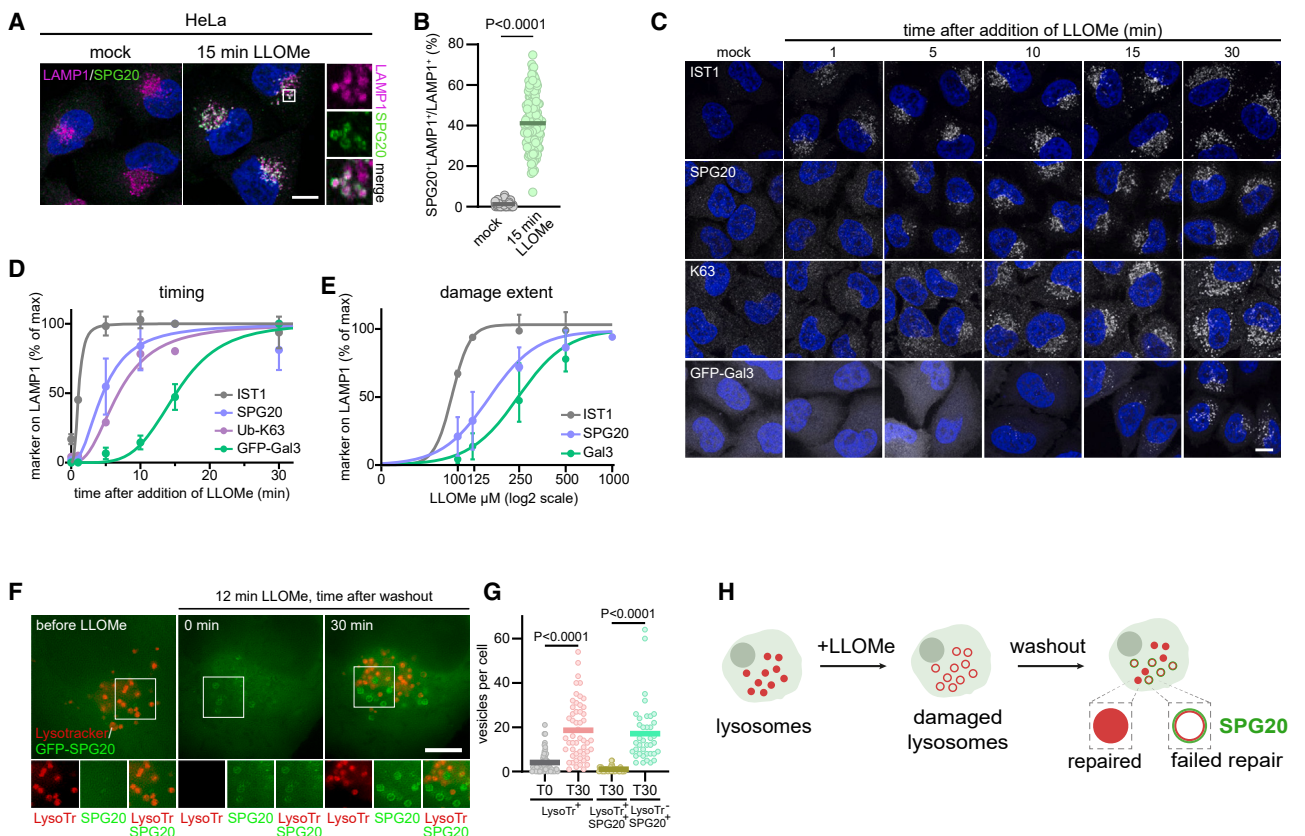 A
HeLa
mock 15 min LLOMe
LAMP1/SPG20
LAMP1 SPG20 merge
B
P<0.0001
SPG20+LAMP1+/LAMP1+ (%)
80
60
40
20
0
mock
15 min
LLOMe
C
time after addition of LLOMe (min)
mock 1 5 10 15 30
IST1
SPG20
K63
GFP-Gal3
D
timing
marker on LAMP1 (% of max)
100
50
0
0 10 20 30
time after addition of LLOMe (min)
IST1
SPG20
Ub-K63
GFP-Gal3
E
damage extent
marker on LAMP1 (% of max)
100
50
0
0 100 125 250 500 1000
LLOMe µM (log2 scale)
IST1
SPG20
Gal3
F
12 min LLOMe, time after washout
before LLOMe 0 min 30 min
Lysotracker/
GFP-SPG20
LysoTr SPG20 LysoTr SPG20
LysoTr SPG20 LysoTr SPG20
LysoTr SPG20 LysoTr SPG20
G
P<0.0001
P<0.0001
vesicles per cell
60
40
20
0
T0 T30 T30 T30
LysoTr+
LysoTr+ SPG20+
LysoTr- SPG20+
H
+LLOMe
washout
lysosomes
damaged
lysosomes
SPG20
repaired
failed repair